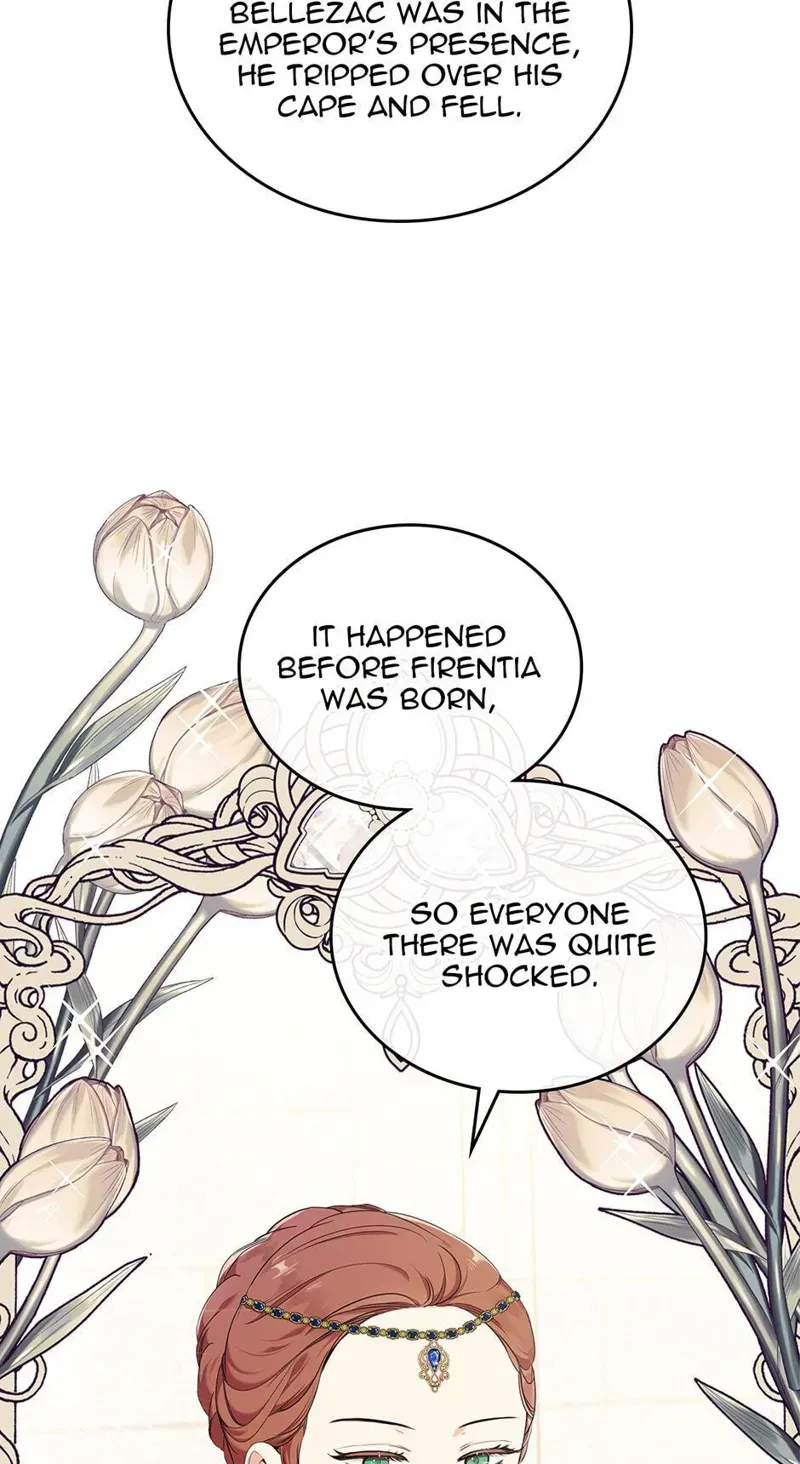 BELLEZAC WAS IN THE
EMPEROR'S PRESENCE,
HE TRIPPED OVER HIS
CAPE AND FELL.
IT HAPPENED
BEFORE FIRENTIA
WAS BORN,
SO EVERYONE
THERE WAS QUITE
SHOCKED.